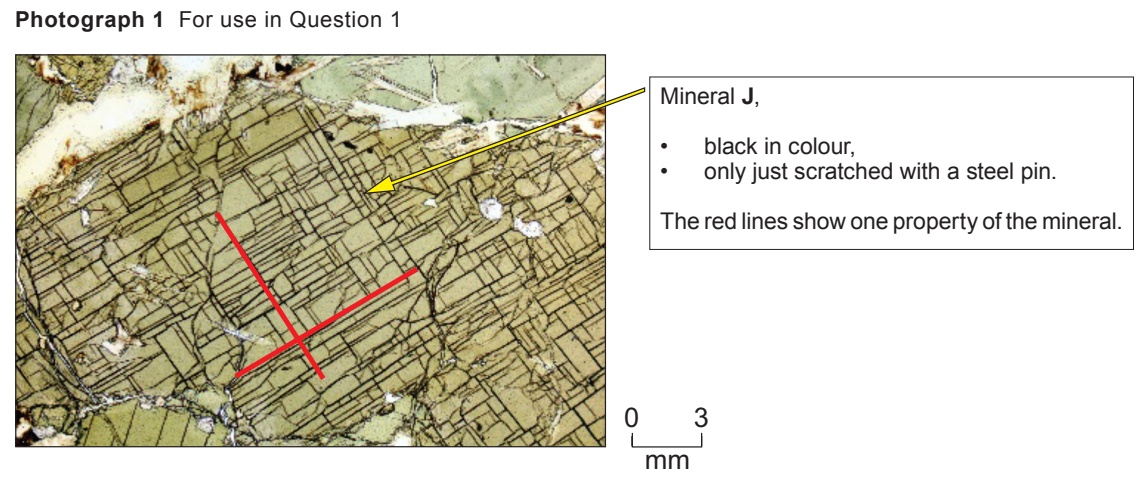 Photograph 1 For use in Question 1
Mineral J,
• black in colour,
• only just scratched with a steel pin.
The red lines show one property of the mineral.
0 3
mm